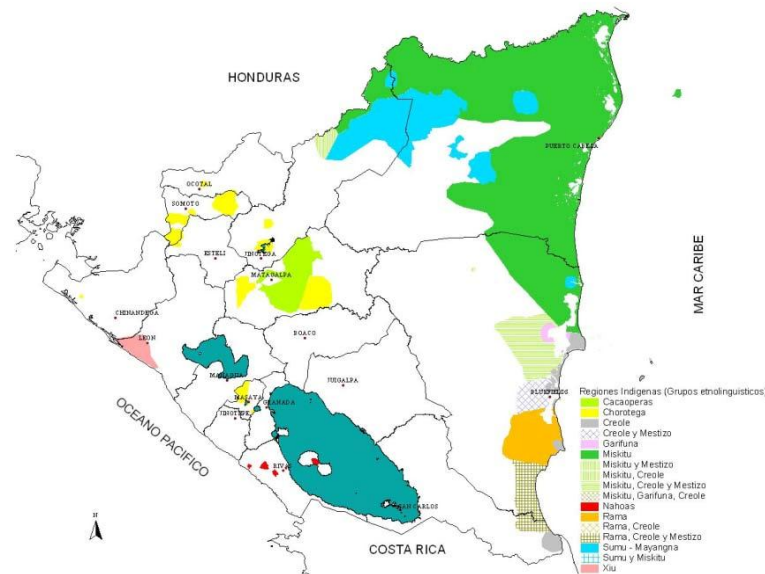 HONDURAS
PUERTO CABEZA
OCOTAL
SOMOTO
ESTELI
JINOTEGA
MATAGALPA
MAR CARIBE
CHINANDEGA
LEON
BOACO
MANAGUA
JUIGALPA
MASAYA
GRANADA
BLUEFIELDS
JINOTEPE
OCEANO PACIFICO
RIVAS
SAN CARLOS
N
COSTA RICA
Regiones Indigenas (Grupos etnolinguisticos)
Cacaoperas
Chorotega
Creole
Creole y Mestizo
Garifuna
Miskitu
Miskitu y Mestizo
Miskitu, Creole
Miskitu, Creole y Mestizo
Miskitu, Garifuna, Creole
Nahoas
Rama
Rama, Creole
Rama, Creole y Mestizo
Sumu - Mayangna
Sumu y Miskitu
Xiu